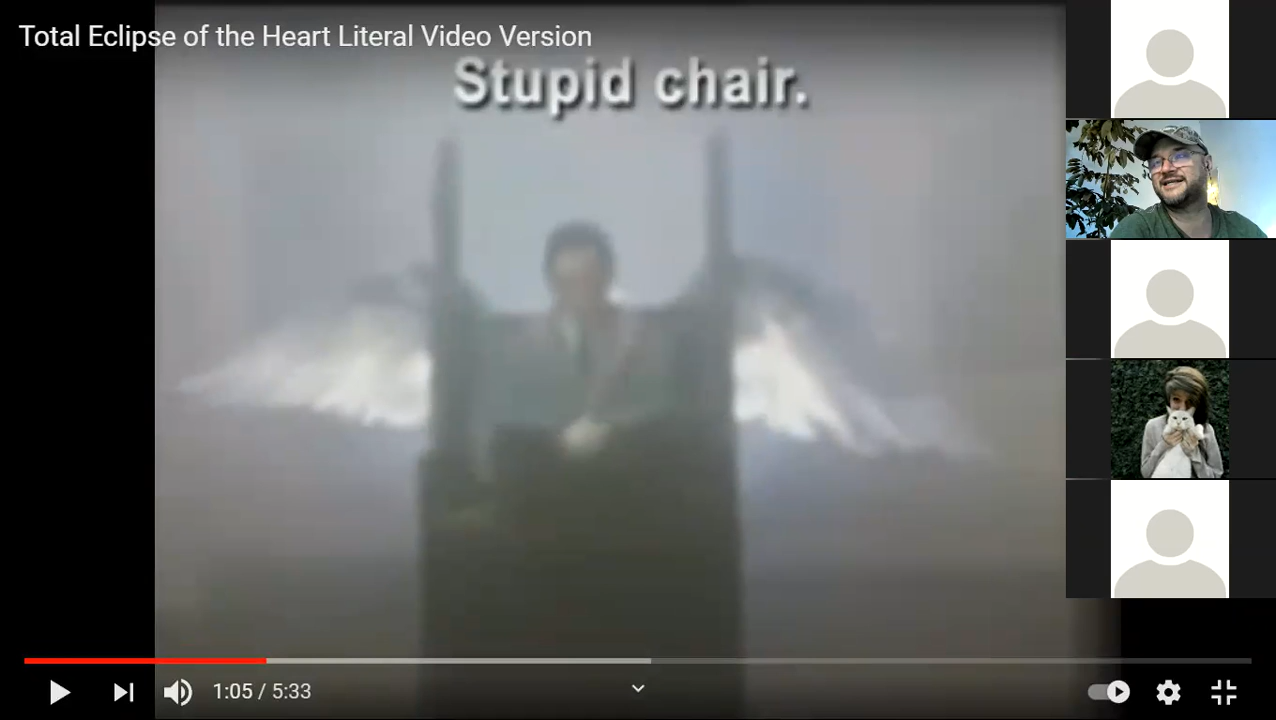 Total Eclipse of the Heart Literal Video Version
Stupid chair.
1:05 / 5:33